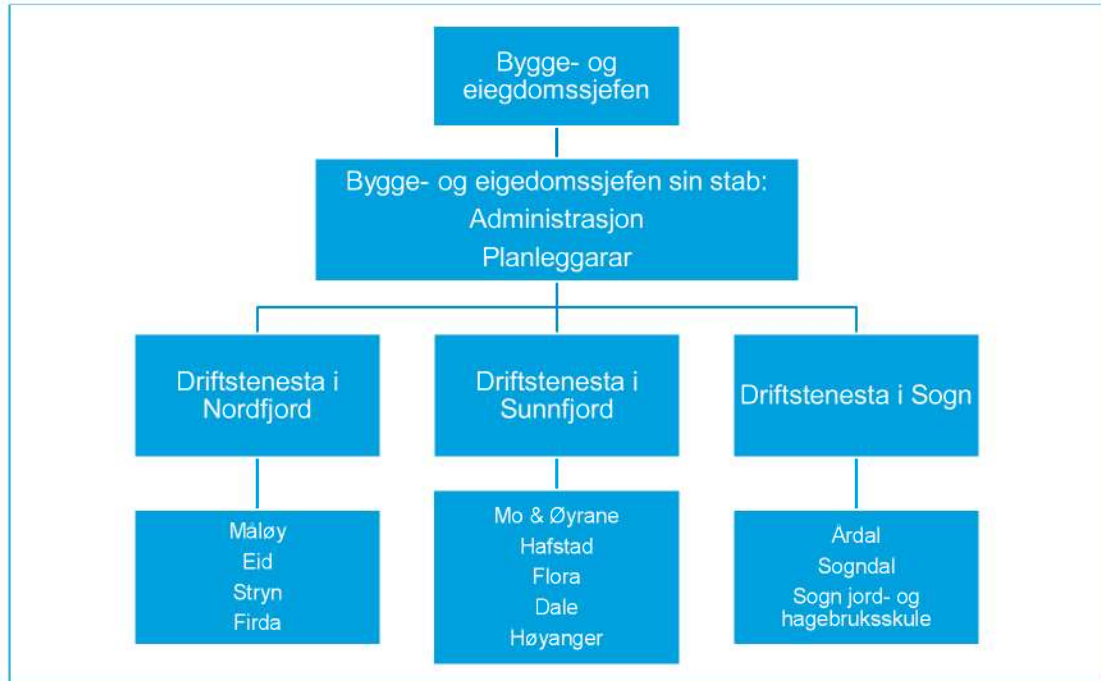 Bygge- og
eiegdomssjefen
Bygge- og eigedomssjefen sin stab:
Administrasjon
Planleggarar
Driftstenesta i
Nordfjord
Driftstenesta i
Sunnfjord
Driftstenesta i Sogn
Måløy
Eid
Stryn
Firda
Mo & Øyrane
Hafstad
Flora
Dale
Høyanger
Årdal
Sogndal
Sogn jord- og
hagebruksskule